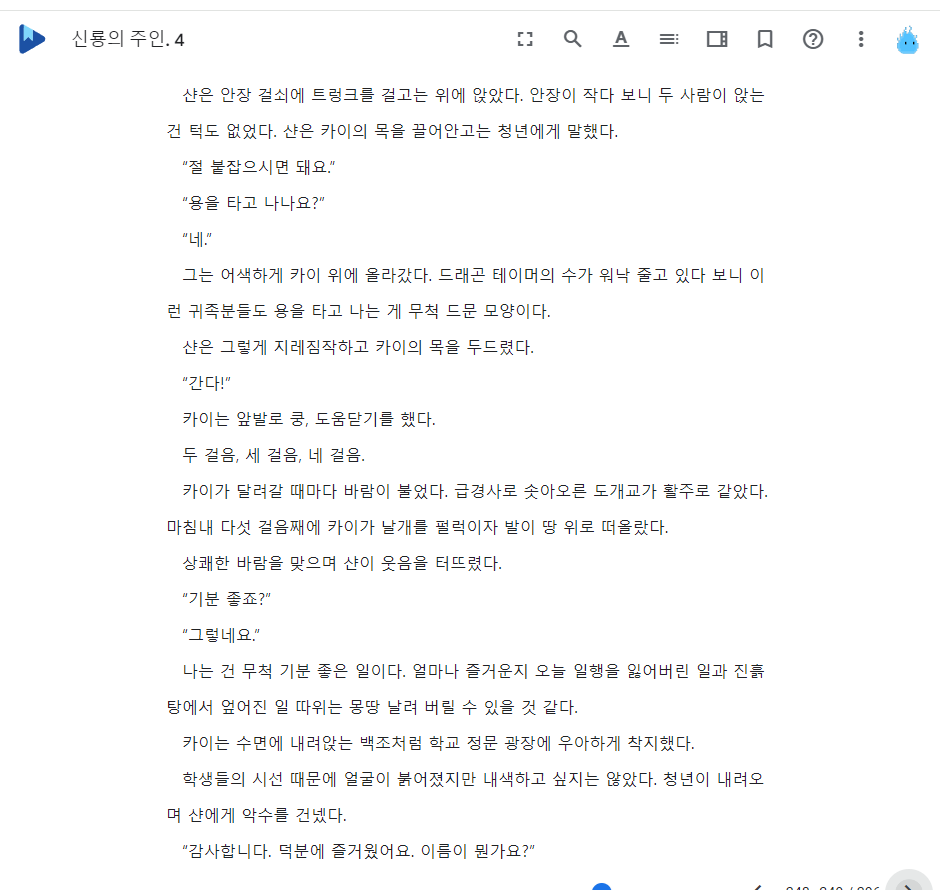 신룡의 주인. 4
샨은 안장 걸쇠에 트렁크를 걸고는 위에 앉았다. 안장이 작다 보니 두 사람이 앉는
건 턱도 없었다. 샨은 카이의 목을 끌어안고는 청년에게 말했다.
“절 붙잡으시면 돼요.”
“용을 타고 나나요?”
“네.”
그는 어색하게 카이 위에 올라갔다. 드래곤 테이머의 수가 워낙 줄고 있다 보니 이
런 귀족분들도 용을 타고 나는 게 무척 드문 모양이다.
샨은 그렇게 지레짐작하고 카이의 목을 두드렸다.
“간다!”
카이는 앞발로 쿵, 도움닫기를 했다.
두 걸음, 세 걸음, 네 걸음.
카이가 달려갈 때마다 바람이 불었다. 급경사로 솟아오른 도개교가 활주로 같았다.
마침내 다섯 걸음째에 카이가 날개를 펄럭이자 발이 땅 위로 떠올랐다.
상쾌한 바람을 맞으며 샨이 웃음을 터뜨렸다.
“기분 좋죠?”
“그렇네요.”
나는 건 무척 기분 좋은 일이다. 얼마나 즐거운지 오늘 일행을 잃어버린 일과 진흙
탕에서 엎어진 일 따위는 몽땅 날려 버릴 수 있을 것 같다.
카이는 수면에 내려앉는 백조처럼 학교 정문 광장에 우아하게 착지했다.
학생들의 시선 때문에 얼굴이 붉어졌지만 내색하고 싶지는 않았다. 청년이 내려오
며 샨에게 악수를 건넸다.
“감사합니다. 덕분에 즐거웠어요. 이름이 뭔가요?”